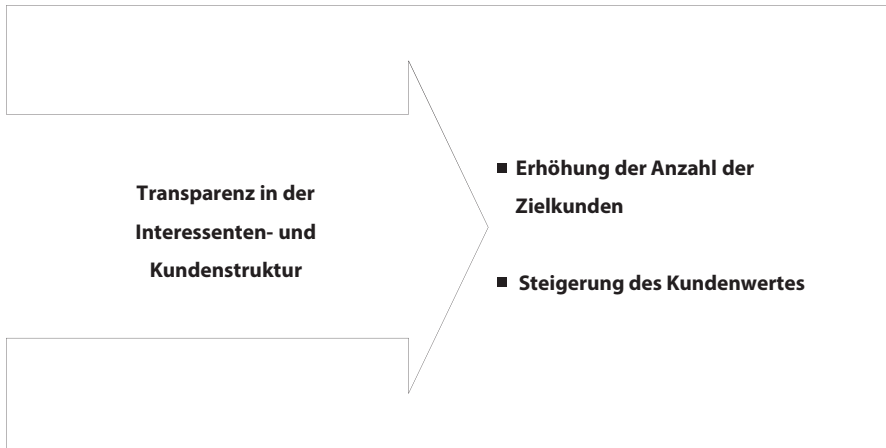 Transparenz in der
Interessenten- und
Kundenstruktur
■ Erhöhung der Anzahl der
Zielkunden
■ Steigerung des Kundenwertes